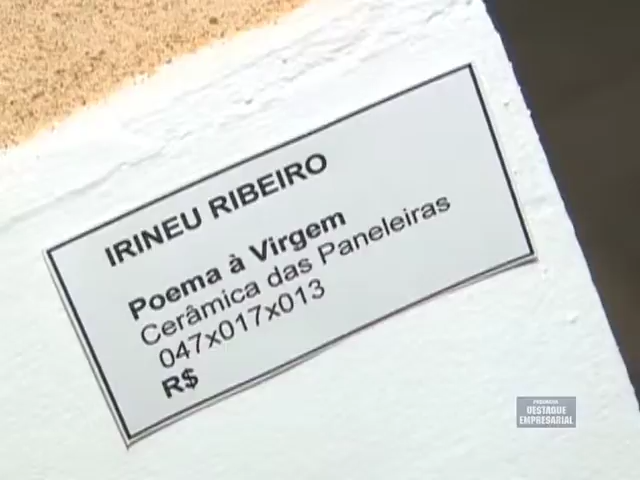 IRINEU RIBEIRO
Poema à Virgem
Cerâmica das Paneleiras
047x017x013
R$
PROGRAMA
DESTAQUE
EMPRESARIAL